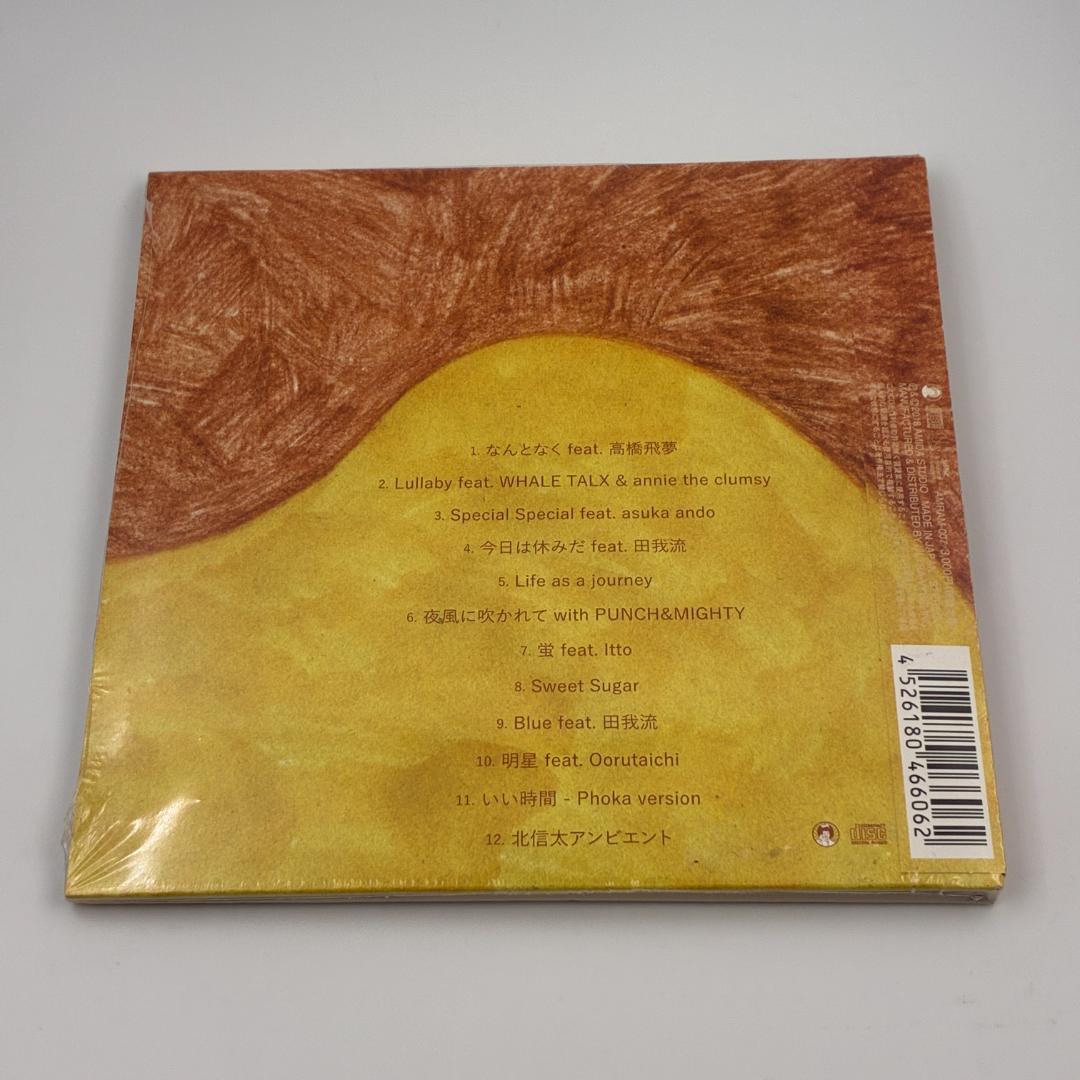 1. なんとなく feat. 高橋飛夢
2. Lullaby feat. WHALE TALX & annie the clumsy
3. Special Special feat. asuka ando
4. 今日は休みだ feat. 田我流
5. Life as a journey
6. 夜風に吹かれて with PUNCH&MIGHTY
7. 蛍 feat. Itto
8. Sweet Sugar
9. Blue feat. 田我流
10. 明星 feat. Oorutaichi
11. いい時間 - Phoka version
12. 北信太アンビエント
disc
MANUFACTURED & DISTRIBUTED
4 526180 466062